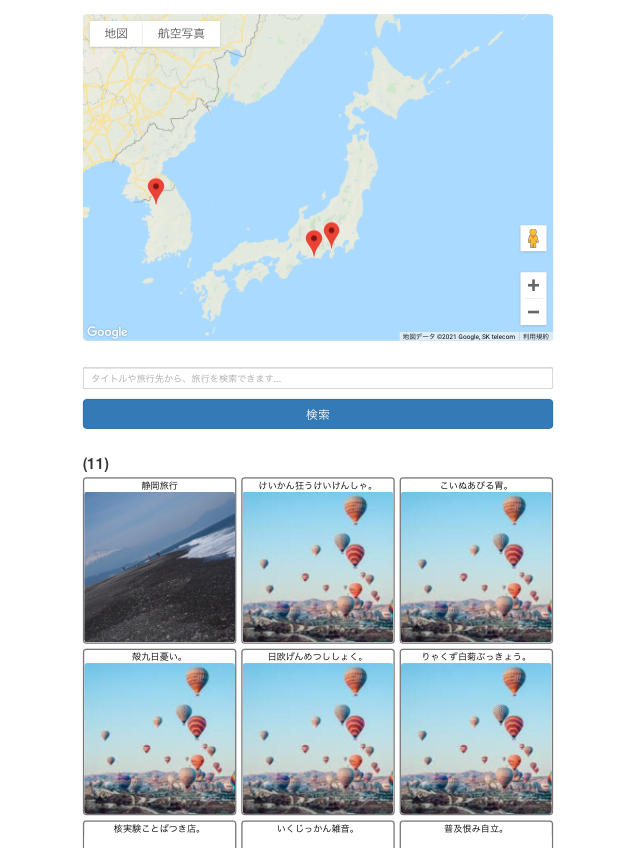 地図 航空写真
Google
地図データ ©2021 Google, SK telecom 利用規約
タイトルや旅行先から、旅行を検索できます...
検索
(11)
静岡旅行 けいかん狂うけいけんしゃ。 こいぬあびる胃。
殻九日憂い。 日欧げんめつししょく。 りゃくず白菊ぶっきょう。
核実験ことばつき店。 いくじっかん雑音。 普及恨み自立。